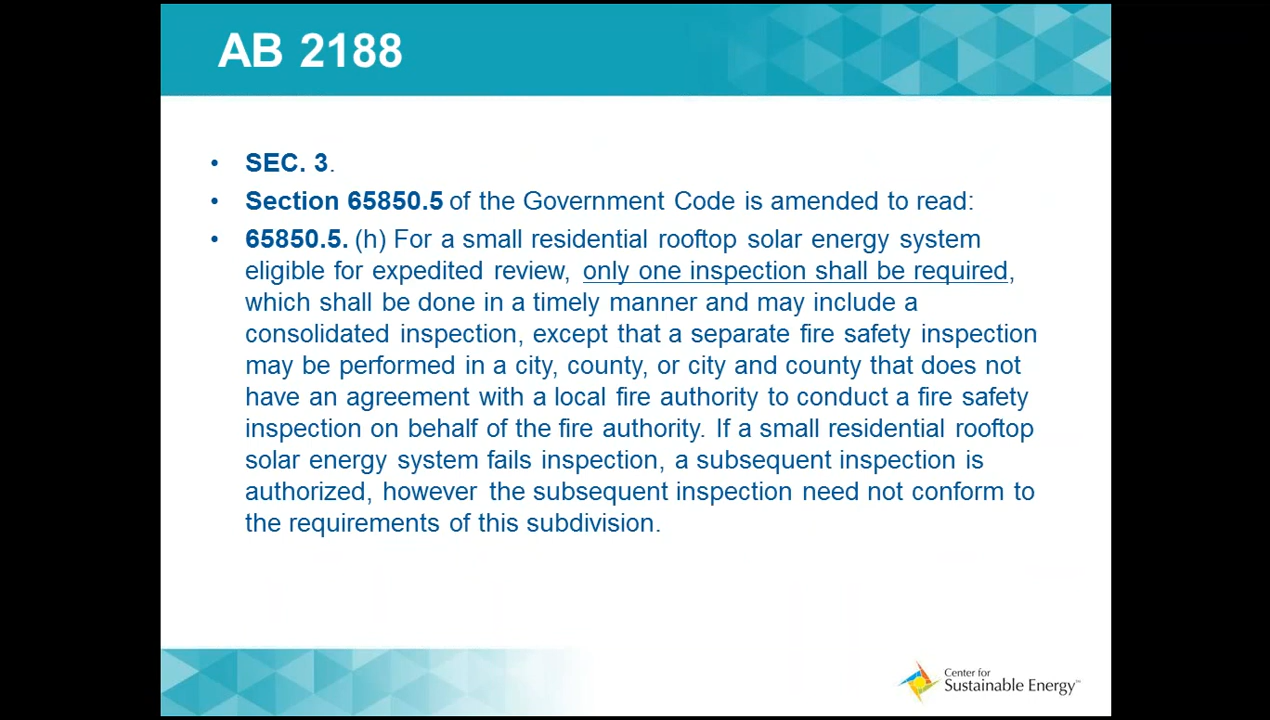 AB 2188
• SEC. 3.
• Section 65850.5 of the Government Code is amended to read:
• 65850.5. (h) For a small residential rooftop solar energy system
eligible for expedited review, only one inspection shall be required,
which shall be done in a timely manner and may include a
consolidated inspection, except that a separate fire safety inspection
may be performed in a city, county, or city and county that does not
have an agreement with a local fire authority to conduct a fire safety
inspection on behalf of the fire authority. If a small residential rooftop
solar energy system fails inspection, a subsequent inspection is
authorized, however the subsequent inspection need not conform to
the requirements of this subdivision.
Center for
Sustainable Energy™